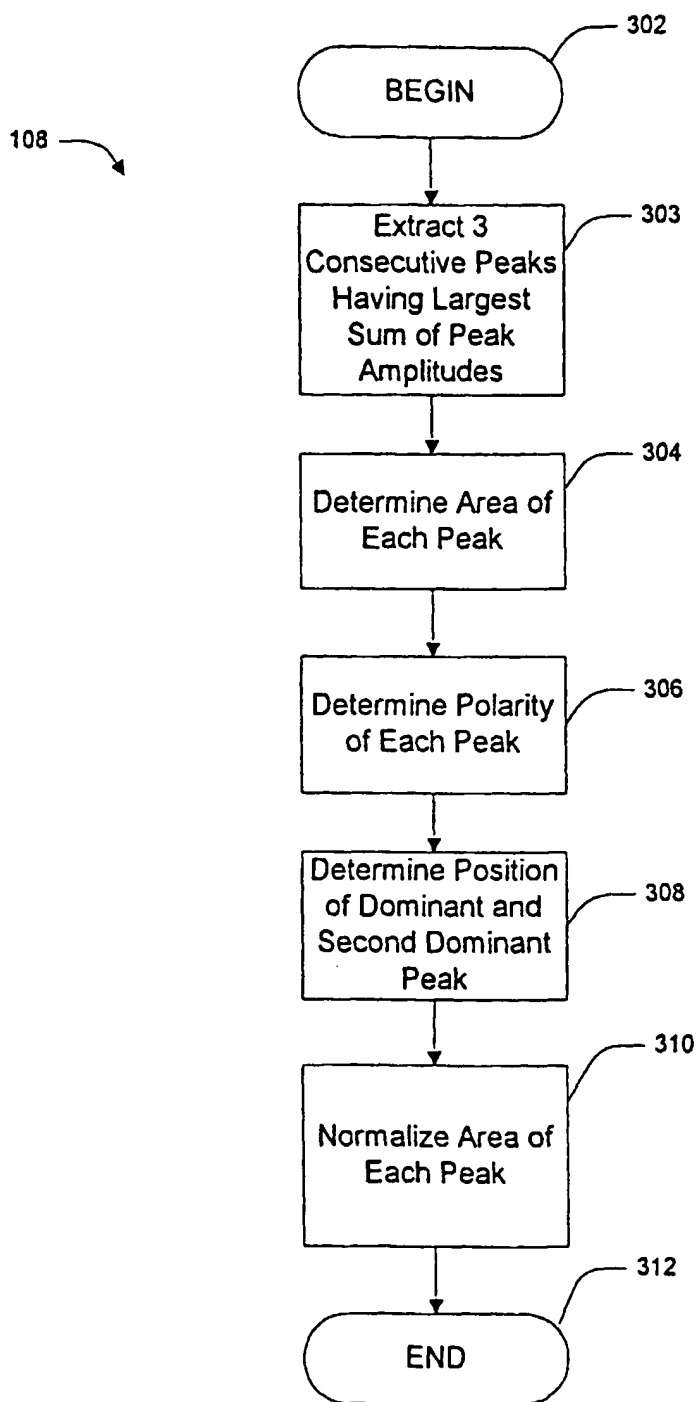 302
BEGIN
108
303
Extract 3
Consecutive Peaks
Having Largest
Sum of Peak
Amplitudes
304
Determine Area of
Each Peak
306
Determine Polarity
of Each Peak
308
Determine Position
of Dominant and
Second Dominant
Peak
310
Normalize Area of
Each Peak
312
END